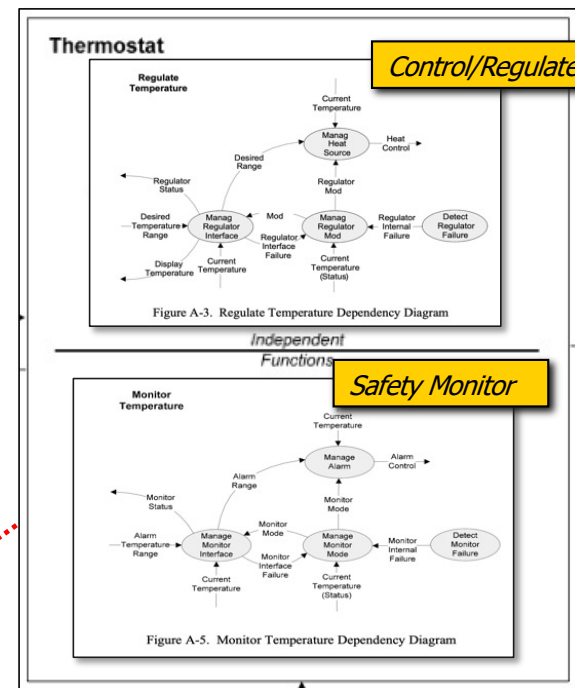 Thermostat
Control/Regulate
Regulate
Temperature
Current
Temperature
Manag
Heat
Source
Heat
Control
Desired
Range
Regulator
Status
Regulator
Mod
Desired
Temperature
Range
Manag
Regulator
Interface
Mod
Manag
Regulator
Mod
Regulator
Internal
Failure
Detect
Regulator
Failure
Regulator
Interface
Failure
Display
Temperature
Current
Temperature
Current
Temperature
(Status)
Figure A-3. Regulate Temperature Dependency Diagram
Independent
Functions
Safety Monitor
Monitor
Temperature
Current
Temperature
Manage
Alarm
Alarm
Control
Alarm
Range
Monitor
Status
Monitor
Mode
Alarm
Temperature
Range
Manage
Monitor
Interface
Monitor
Mode
Manage
Monitor
Mode
Monitor
Internal
Failure
Detect
Monitor
Failure
Monitor
Interface
Failure
Current
Temperature
Current
Temperature
(Status)
Figure A-5. Monitor Temperature Dependency Diagram